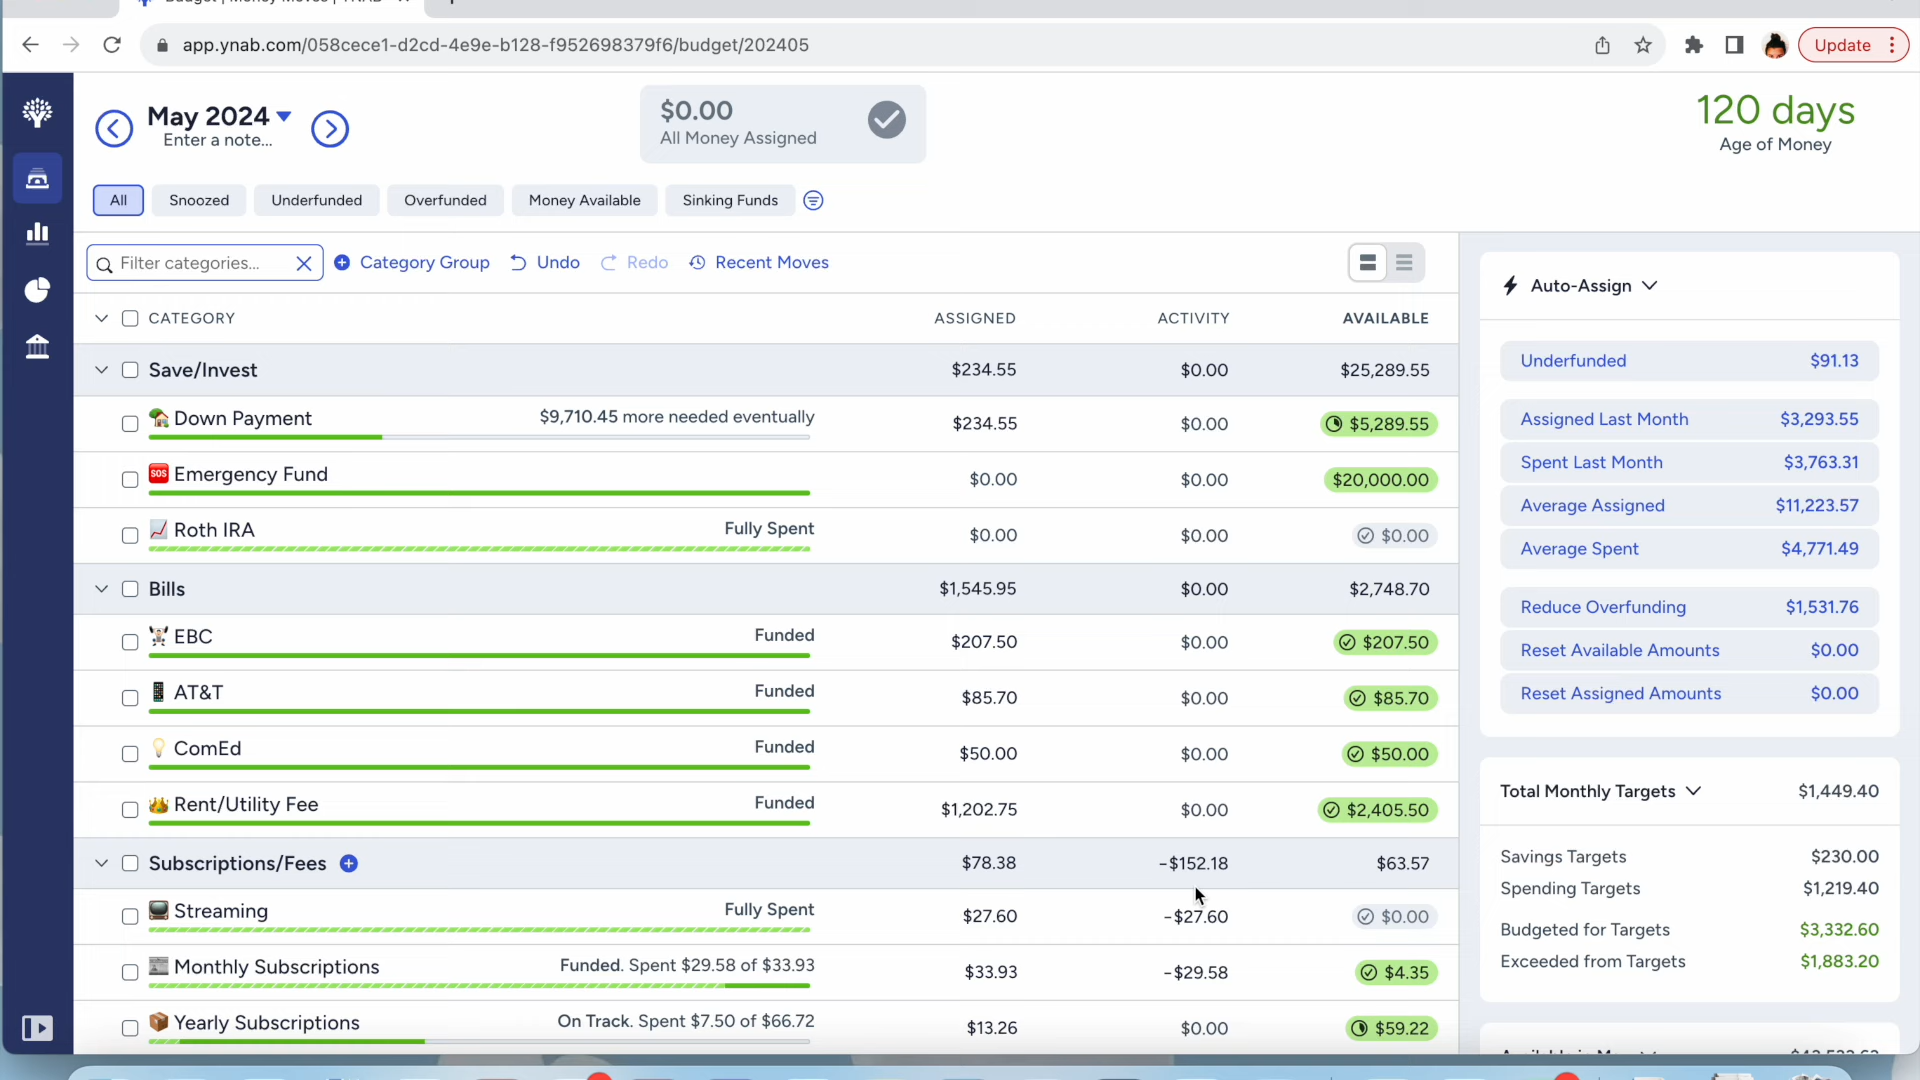 app.ynab.com/058cece1-d2cd-4e9e-b128-f952698379f6/budget/202405
Update
May 2024
Enter a note...
$0.00
All Money Assigned
120 days
Age of Money
All
Snoozed
Underfunded
Overfunded
Money Available
Sinking Funds
Filter categories...
Category Group
Undo
Redo
Recent Moves
CATEGORY ASSIGNED ACTIVITY AVAILABLE
Save/Invest $234.55 $0.00 $25,289.55
Down Payment $9,710.45 more needed eventually $234.55 $0.00 $5,289.55
SOS Emergency Fund $0.00 $0.00 $20,000.00
Roth IRA Fully Spent $0.00 $0.00 $0.00
Bills $1,545.95 $0.00 $2,748.70
EBC Funded $207.50 $0.00 $207.50
AT&T Funded $85.70 $0.00 $85.70
ComEd Funded $50.00 $0.00 $50.00
Rent/Utility Fee Funded $1,202.75 $0.00 $2,405.50
Subscriptions/Fees $78.38 -$152.18 $63.57
Streaming Fully Spent $27.60 -$27.60 $0.00
Monthly Subscriptions Funded. Spent $29.58 of $33.93 $33.93 -$29.58 $4.35
Yearly Subscriptions On Track. Spent $7.50 of $66.72 $13.26 $0.00 $59.22
Auto-Assign
Underfunded $91.13
Assigned Last Month $3,293.55
Spent Last Month $3,763.31
Average Assigned $11,223.57
Average Spent $4,771.49
Reduce Overfunding $1,531.76
Reset Available Amounts $0.00
Reset Assigned Amounts $0.00
Total Monthly Targets $1,449.40
Savings Targets $230.00
Spending Targets $1,219.40
Budgeted for Targets $3,332.60
Exceeded from Targets $1,883.20